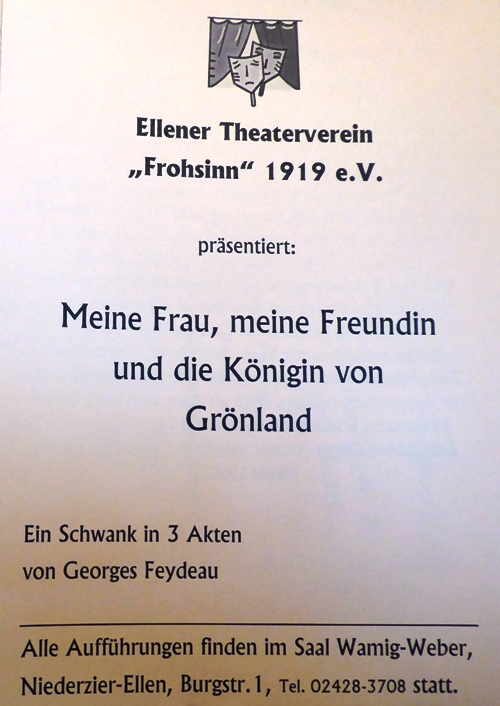 Ellener Theaterverein
„Frohsinn“ 1919 e.V.
präsentiert:
Meine Frau, meine Freundin
und die Königin von
Grönland
Ein Schwank in 3 Akten
von Georges Feydeau
Alle Aufführungen finden im Saal Wamig-Weber,
Niederzier-Ellen, Burgstr.1, Tel. 02428-3708 statt.